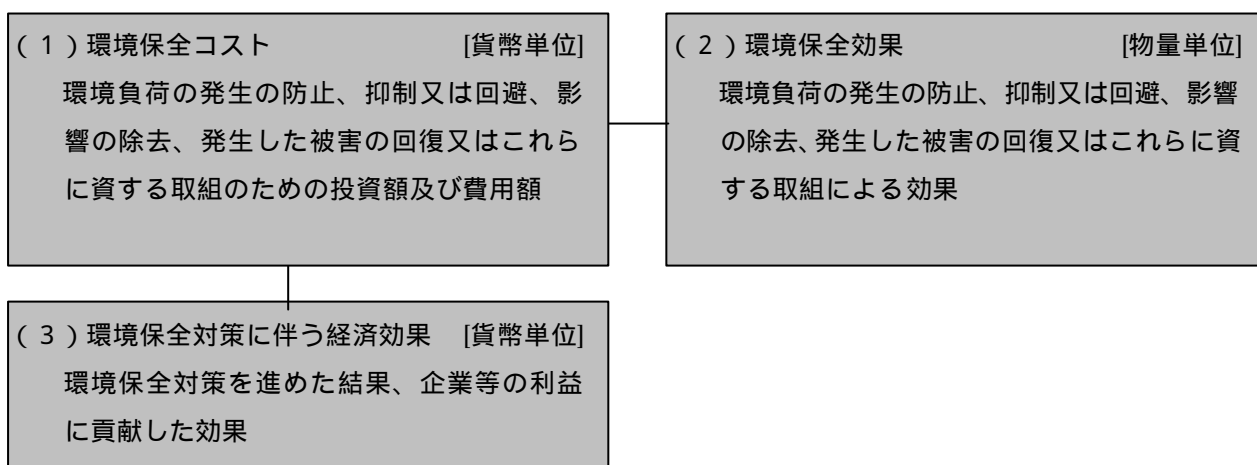 (1)環境保全コスト [貨幣単位]
環境負荷の発生の防止、抑制又は回避、影
響の除去、発生した被害の回復又はこれら
に資する取組のための投資額及び費用額
(2)環境保全効果 [物量単位]
環境負荷の発生の防止、抑制又は回避、影響
の除去、発生した被害の回復又はこれらに資
する取組による効果
(3)環境保全対策に伴う経済効果 [貨幣単位]
環境保全対策を進めた結果、企業等の利益
に貢献した効果